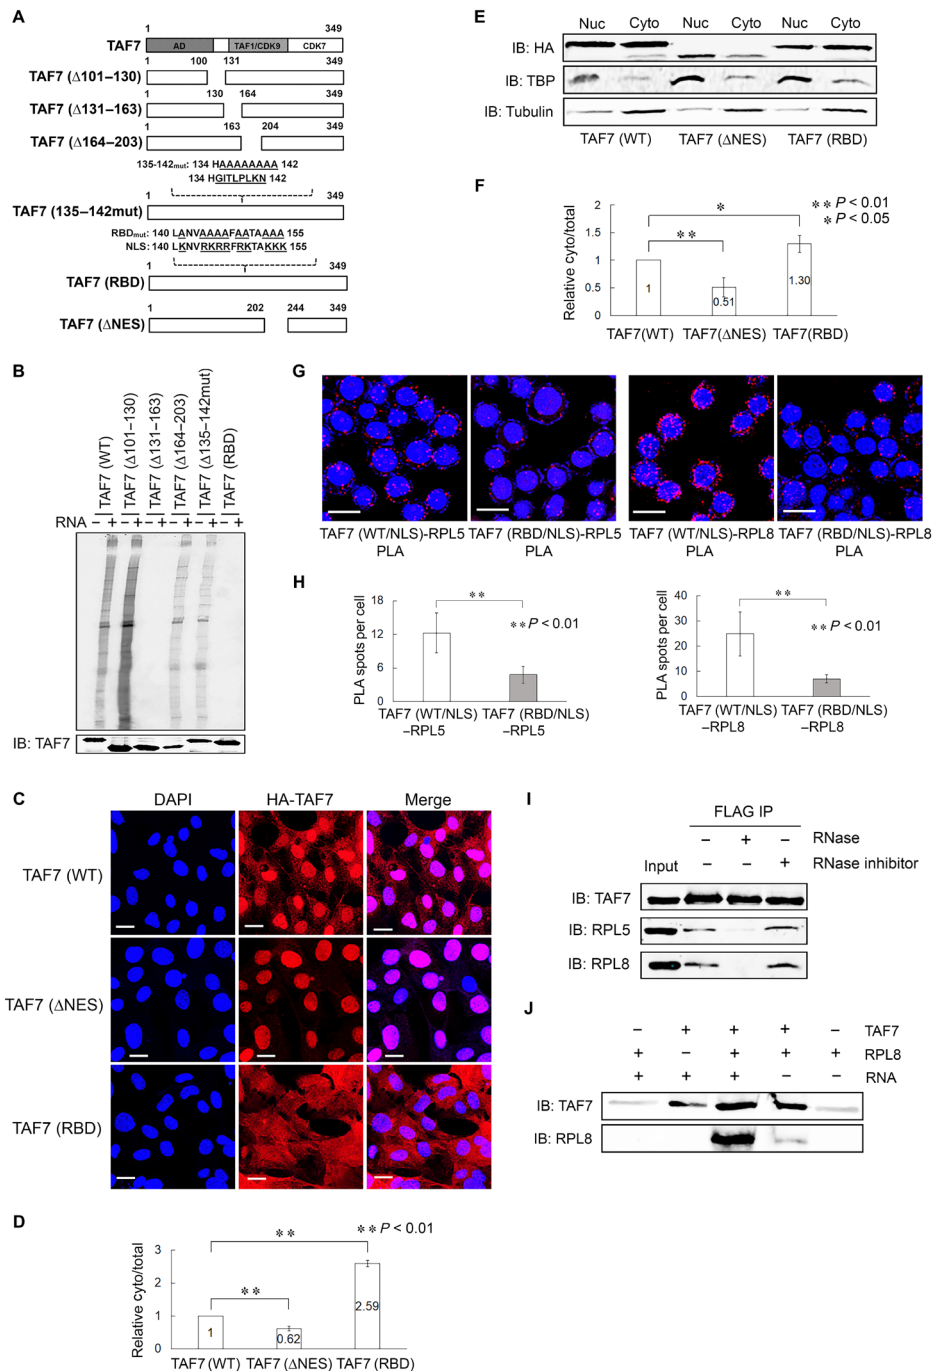 A
1 349
TAF7 AD TAF1/CDK9 CDK7
1 100 131 349
TAF7 (Δ101–130)
1 130 164 349
TAF7 (Δ131–163)
1 163 204 349
TAF7 (Δ164–203)
135-142mut: 134 HAAAAAAAA 142
134 HGITLPLKN 142
1 349
TAF7 (135–142mut)
RBDmut: 140 LANVAAAAFAATAAAA 155
NLS: 140 LKNVRKRRFRKTAKKK 155
1 349
TAF7 (RBD)
1 202 244 349
TAF7 (ΔNES)
B
TAF7 (WT)
TAF7 (Δ101–130)
TAF7 (Δ131–163)
TAF7 (Δ164–203)
TAF7 (Δ135–142mut)
TAF7 (RBD)
RNA – + – + – + – + – + – +
IB: TAF7
C
DAPI HA-TAF7 Merge
TAF7 (WT)
TAF7 (ΔNES)
TAF7 (RBD)
D
** P < 0.01
Relative cyto/total
3
2
1
0
**
**
1 0.62 2.59
TAF7 (WT) TAF7 (ΔNES) TAF7 (RBD)
E
Nuc Cyto Nuc Cyto Nuc Cyto
IB: HA
IB: TBP
IB: Tubulin
TAF7 (WT) TAF7 (ΔNES) TAF7 (RBD)
F
** P < 0.01
* P < 0.05
Relative cyto/total
2
1.5
1
0.5
0
*
**
1 0.51 1.30
TAF7(WT) TAF7(ΔNES) TAF7(RBD)
G
TAF7 (WT/NLS)-RPL5
PLA
TAF7 (RBD/NLS)-RPL5
PLA
TAF7 (WT/NLS)-RPL8
PLA
TAF7 (RBD/NLS)-RPL8
PLA
H
PLA spots per cell
18
12
6
0
**
**P < 0.01
TAF7 (WT/NLS)
–RPL5
TAF7 (RBD/NLS)
–RPL5
PLA spots per cell
40
30
20
10
0
**
**P < 0.01
TAF7 (WT/NLS)
–RPL8
TAF7 (RBD/NLS)
–RPL8
I
FLAG IP
– + – RNase
Input – – + RNase inhibitor
IB: TAF7
IB: RPL5
IB: RPL8
J
– + + + – TAF7
+ – + + + RPL8
+ + + – – RNA
IB: TAF7
IB: RPL8